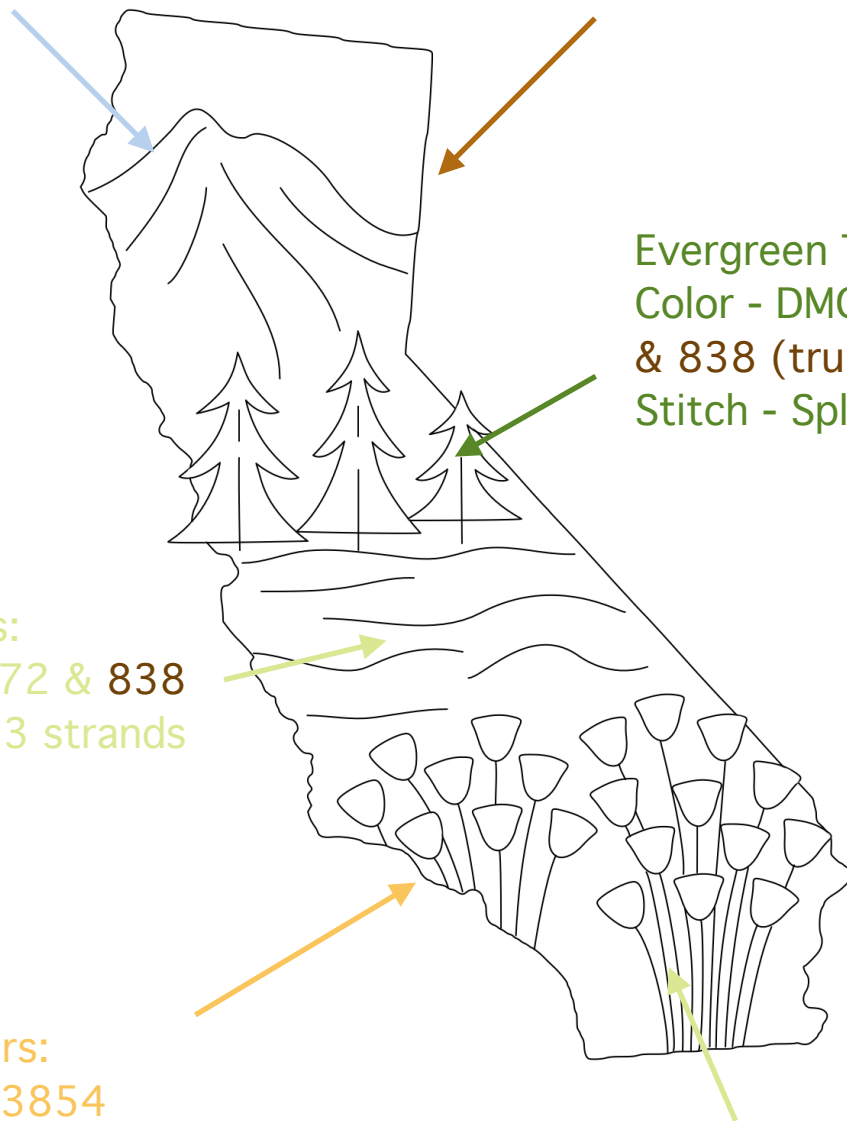 Evergreen T
Color - DMC
& 838 (tru
Stitch - Spl
s:
72 & 838
3 strands
rs:
3854